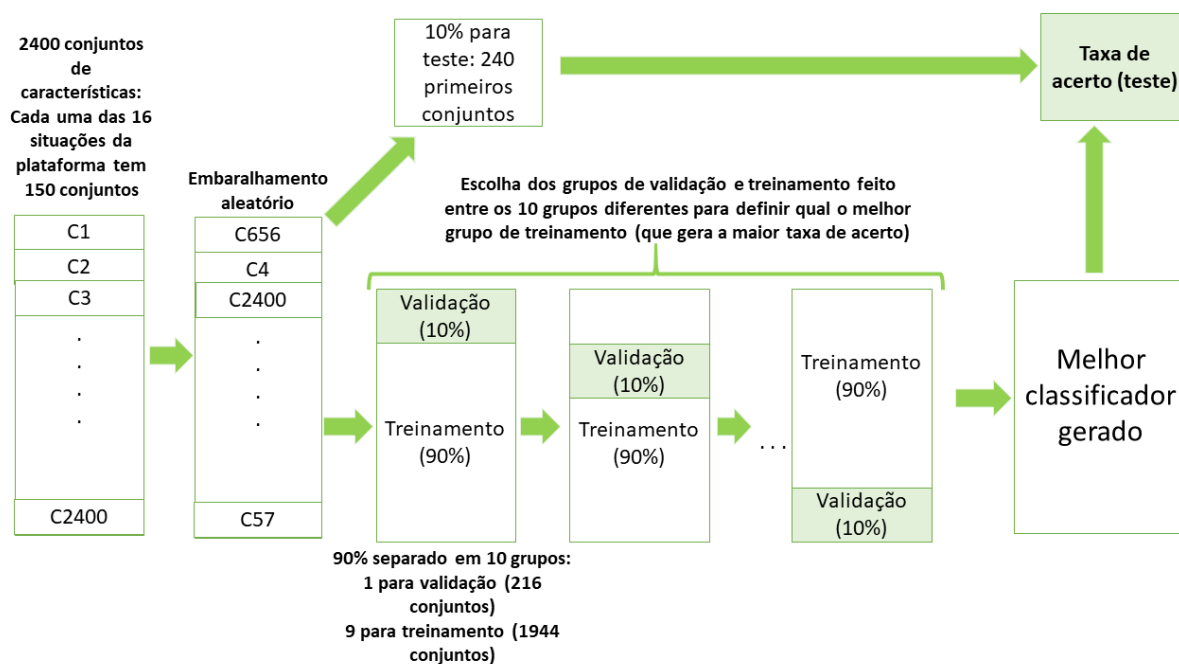 2400 conjuntos
de
características:
Cada uma das 16
situações da
plataforma tem
150 conjuntos
C1
C2
C3
.
.
.
.
C2400
Embaralhamento
aleatório
C656
C4
C2400
.
.
.
.
C57
10% para
teste: 240
primeiros
conjuntos
Taxa de
acerto (teste)
Escolha dos grupos de validação e treinamento feito
entre os 10 grupos diferentes para definir qual o melhor
grupo de treinamento (que gera a maior taxa de acerto)
Validação
(10%)
Treinamento
(90%)
Validação
(10%)
Treinamento
(90%)
...
Treinamento
(90%)
Validação
(10%)
90% separado em 10 grupos:
1 para validação (216
conjuntos)
9 para treinamento (1944
conjuntos)
Melhor
classificador
gerado